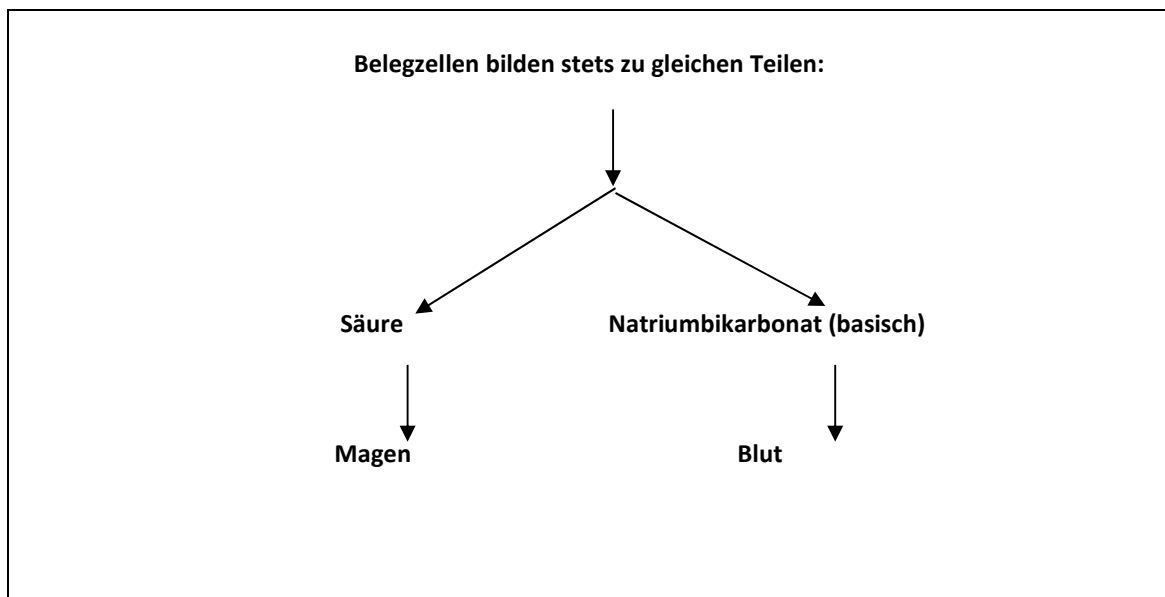 Belegzellen bilden stets zu gleichen Teilen:
Säure
Natriumbikarbonat (basisch)
Magen
Blut